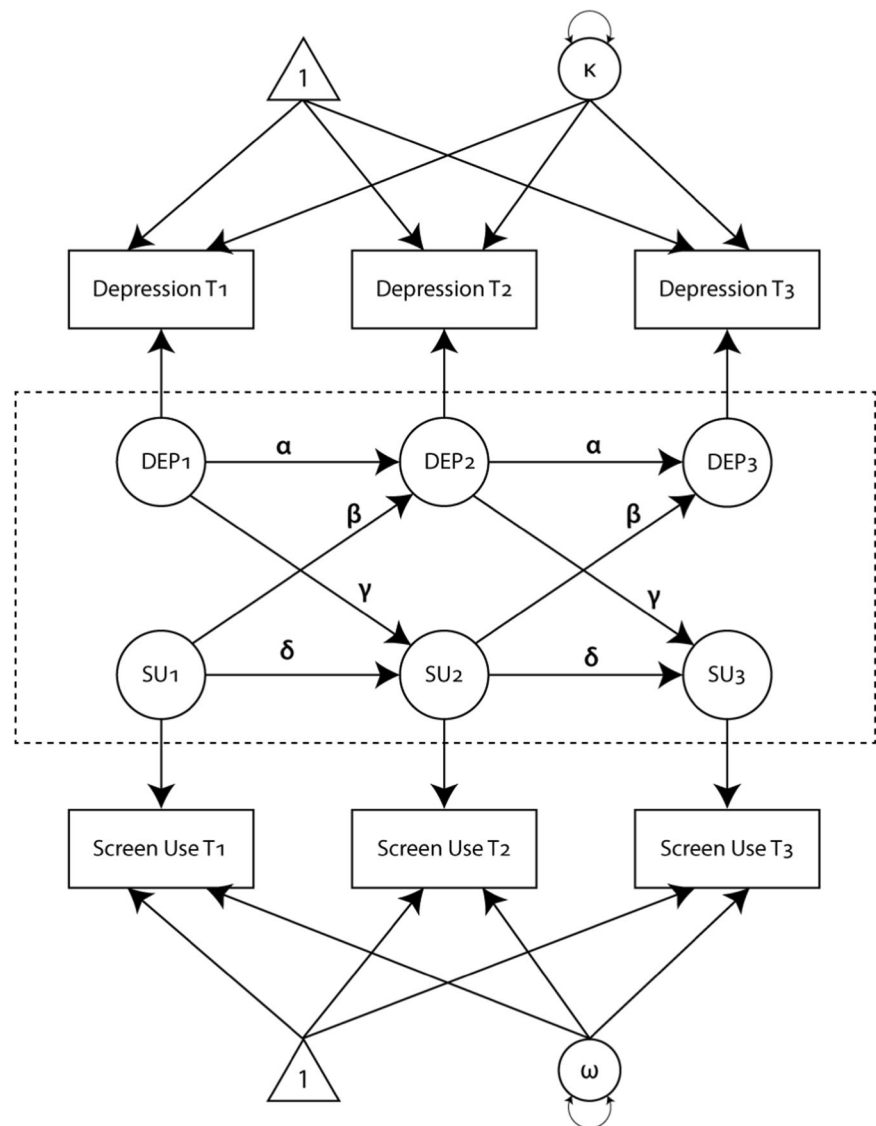 1
κ
Depression T1
Depression T2
Depression T3
DEP1
α
DEP2
α
DEP3
β
β
γ
γ
SU1
δ
SU2
δ
SU3
Screen Use T1
Screen Use T2
Screen Use T3
1
ω